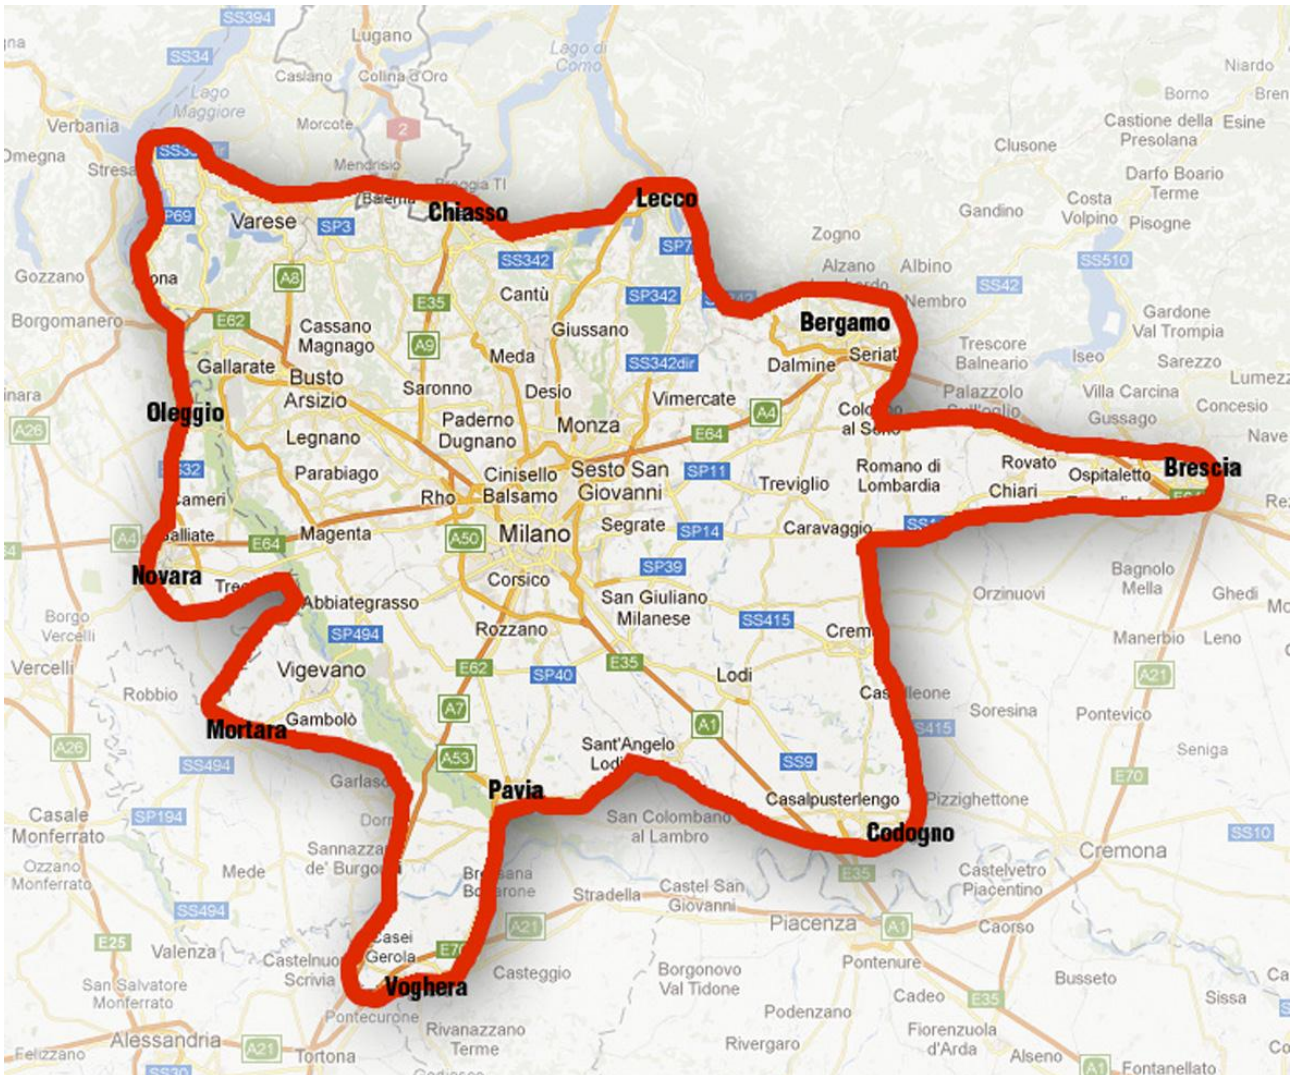 SS394
Lugano
Lago di
Como
SS34
Caslano
Collina d'Oro
Niardo
Lago
Maggiore
Borno
Verbania
Morcote
2
Castione della
Presolana
Esine
Omegna
Stresa
Mendrisio
Clusone
Darfo Boario
Terme
Balerna
Lecco
Costa
Volpino
Pisogne
P69
Varese
SP3
Chiasso
Gandino
Zogno
SP7
SS342
Alzano
Albino
SS510
Gozzano
ona
A8
SS42
Nembro
Cantù
SP342
E35
Borgomanero
E62
Cassano
Magnago
Giussano
Bergamo
Gardone
Val Trompia
A9
Meda
SS342dir
Dalmine
Seriat
Trescore
Balneario
Iseo
Sarezzo
Gallarate
Busto
Arsizio
Saronno
Desio
Vimercate
Palazzolo
Villa Carcina
Concesio
Gussago
Oleggio
A4
A26
Paderno
Dugnano
Monza
E64
Nave
Legnano
Parabiago
Cinisello
Balsamo
Sesto San
Giovanni
SP11
Treviglio
Romano di
Lombardia
Rovato
Ospitaletto
Brescia
Chiari
Cameri
Rho
Milano
Segrate
SP14
Caravaggio
Magenta
A50
E64
A4
Novara
Corsico
SP39
Bagnolo
Mella
Orzinuovi
Ghedi
Abbiategrasso
San Giuliano
Milanese
Borgo
Vercelli
Rozzano
SS415
SP494
Manerbio
Leno
Vercelli
Vigevano
E62
SP40
E35
Lodi
A21
Robbio
Gambolò
A7
A1
Soresina
Pontevico
Mortara
SS415
A26
SS494
A53
Sant'Angelo
SS9
Seniga
E70
Pavia
Casalpusterlengo
Pizzighettone
Casale
Monferrato
SP194
San Colombano
al Lambro
Codogno
SS10
Cremona
Ozzano
Monferrato
Mede
E35
Castelvetro
Piacentino
Stradella
Castel San
Giovanni
SS494
A21
Piacenza
A1
Caorso
E25
Valenza
Casei
Gerola
E70
Casteggio
Pontenure
Borgonovo
Val Tidone
Busseto
San Salvatore
Monferrato
Voghera
Cadeo
E35
Sissa
Pontecurone
Podenzano
Alessandria
Rivanazzano
Terme
Rivergaro
Fiorenzuola
d'Arda
Felizzano
A21
Tortona
Alseno
A1
Fontanellato
SS30